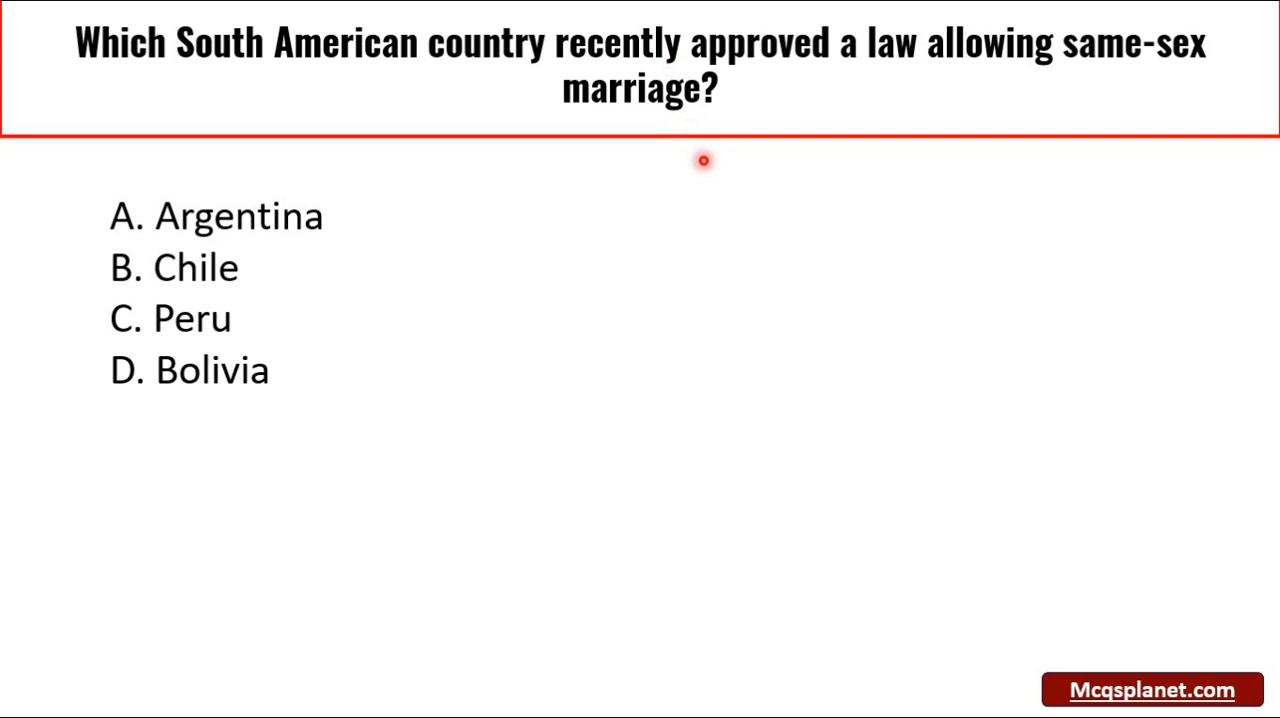 Which South American country recently approved a law allowing same-sex
marriage?
A. Argentina
B. Chile
C. Peru
D. Bolivia
Mcqsplanet.com